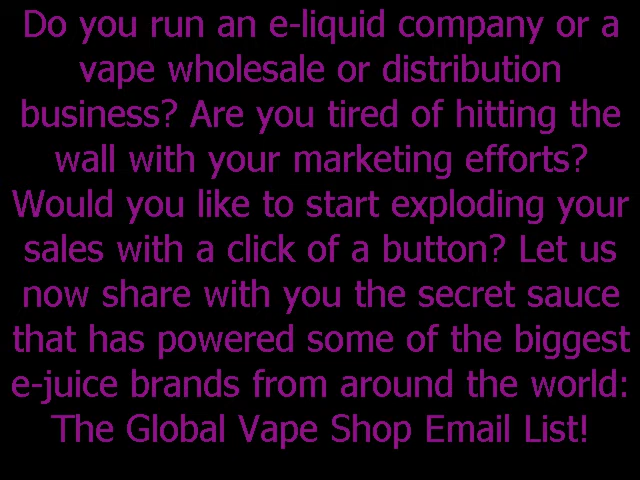 Do you run an e-liquid company or a
vape wholesale or distribution
business? Are you tired of hitting the
wall with your marketing efforts?
Would you like to start exploding your
sales with a click of a button? Let us
now share with you the secret sauce
that has powered some of the biggest
e-juice brands from around the world:
The Global Vape Shop Email List!